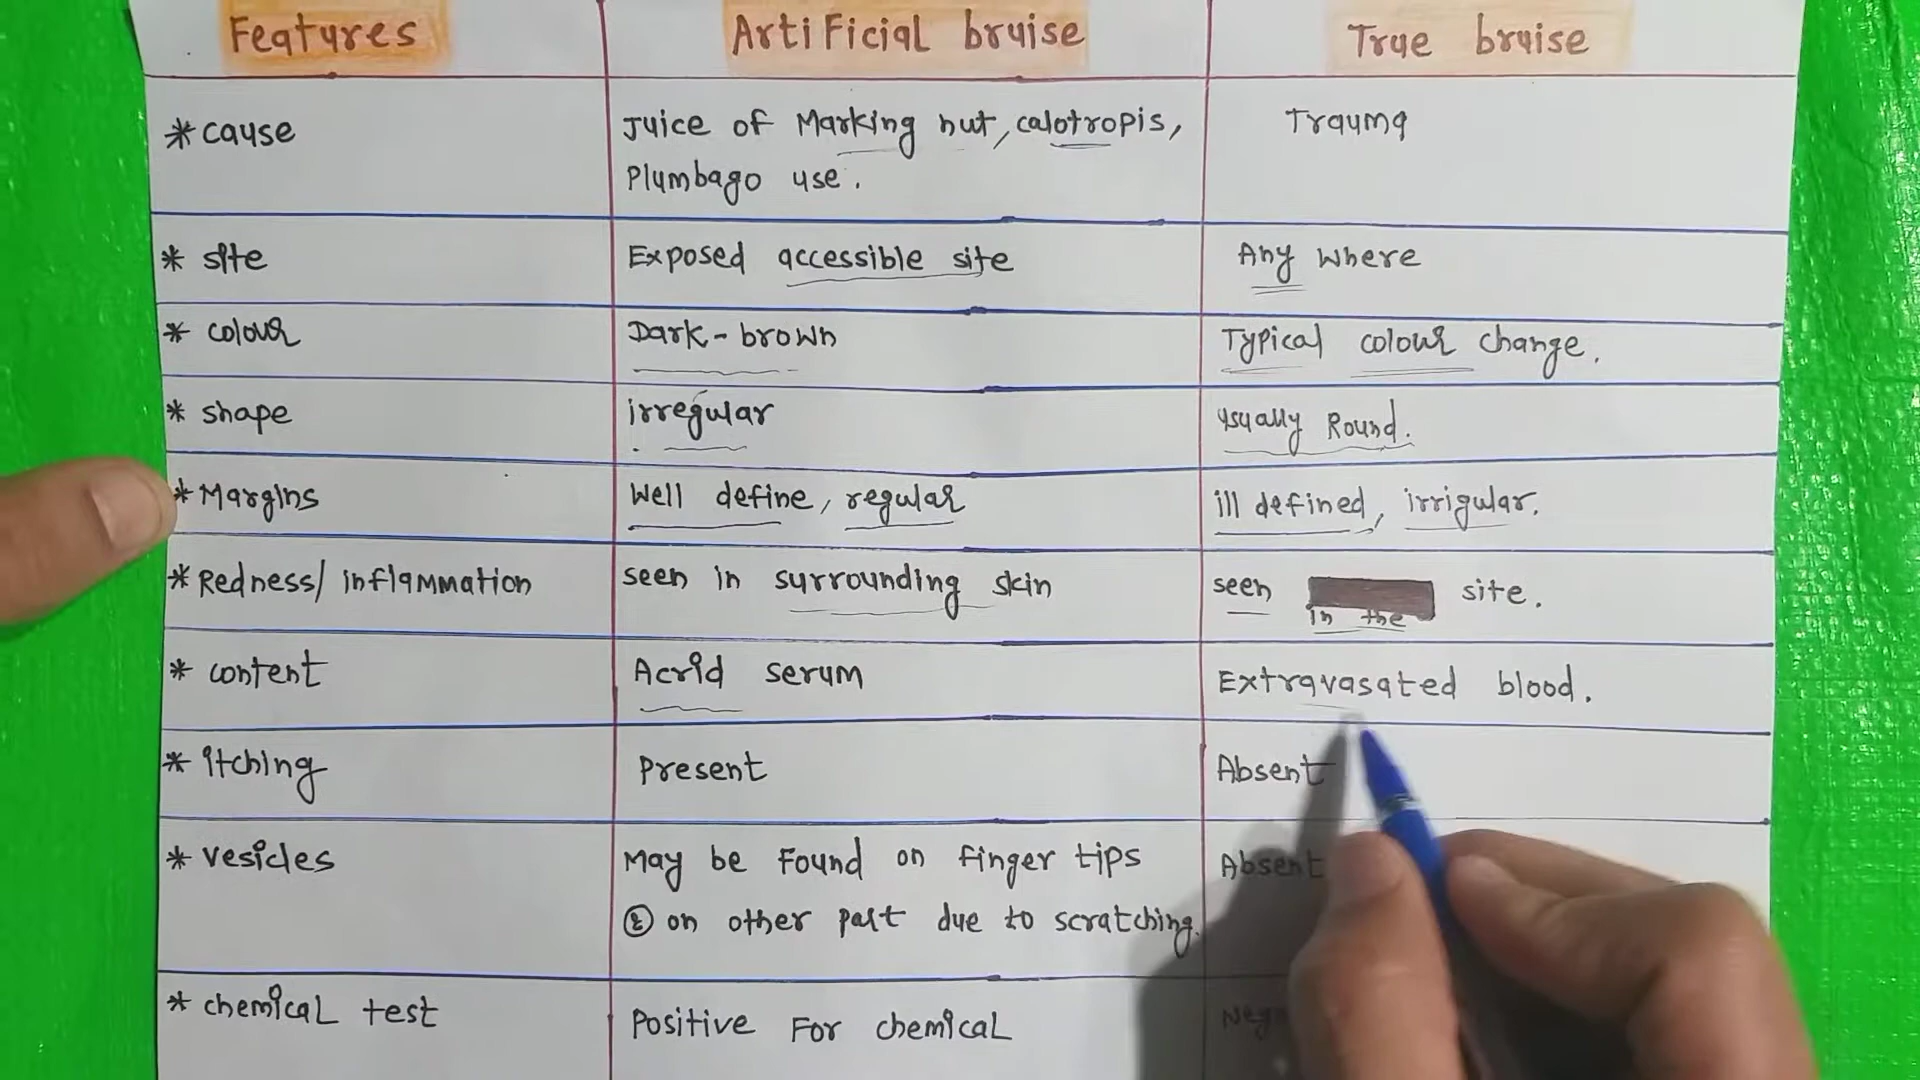 Features Artificial bruise True bruise
* cause Juice of Marking nut, calotropis, Trauma
Plumbago use.
* site Exposed accessible site Any where
* colour Dark-brown Typical colour change.
* shape irregular usually Round.
* Margins Well define, regular ill defined, irrigular.
* Redness/ inflammation seen in surrounding skin seen in the site.
* content Acrid serum Extravasated blood.
* itching Present Absent
* vesicles May be Found on finger tips Absent
& on other part due to scratching.
* chemical test Positive For chemical